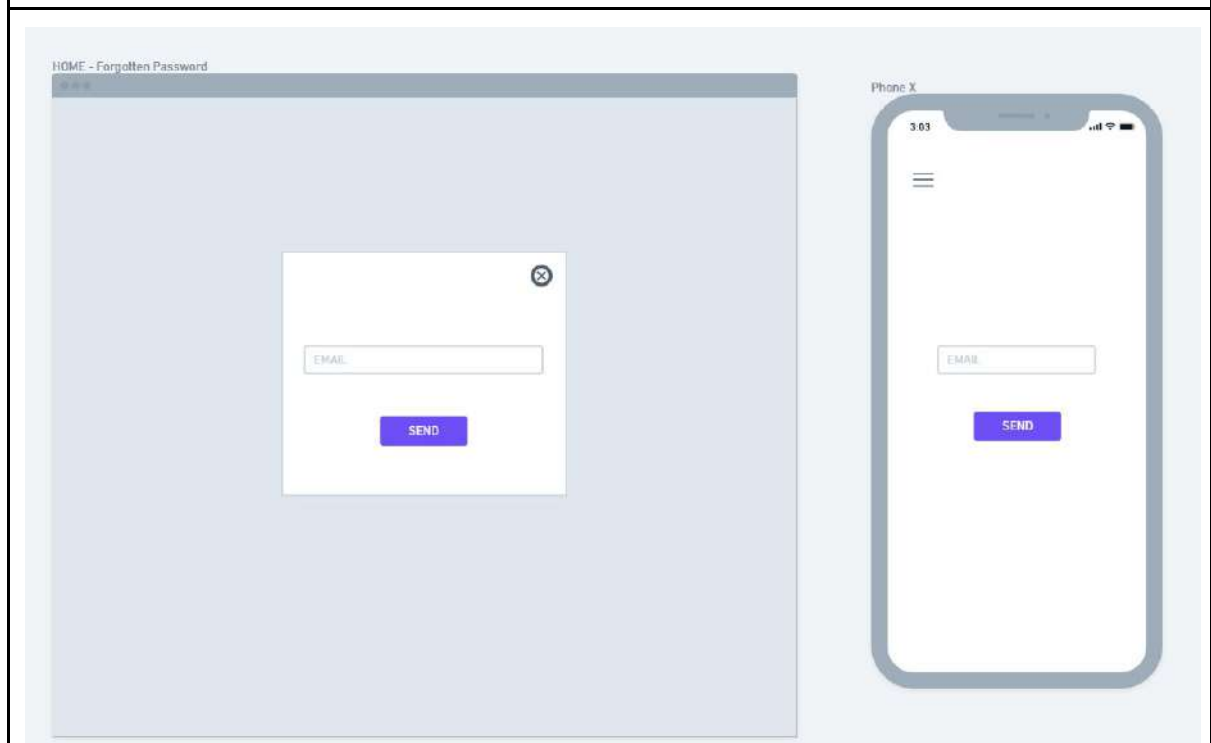 HOME - Forgotten Password
EMAIL
SEND
Phone X
3:03
EMAIL
SEND